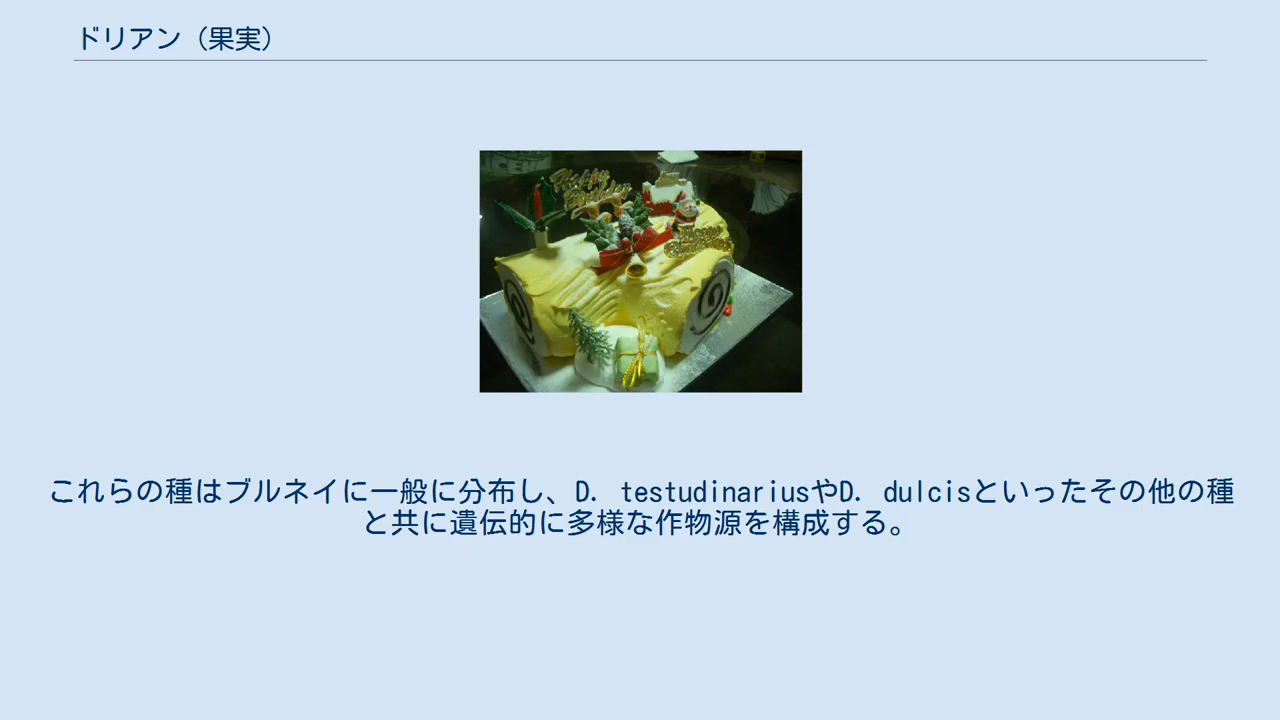 ドリアン（果実）
Happy
Birthday
これらの種はブルネイに一般に分布し、D. testudinariusやD. dulcisといったその他の種
と共に遺伝的に多様な作物源を構成する。